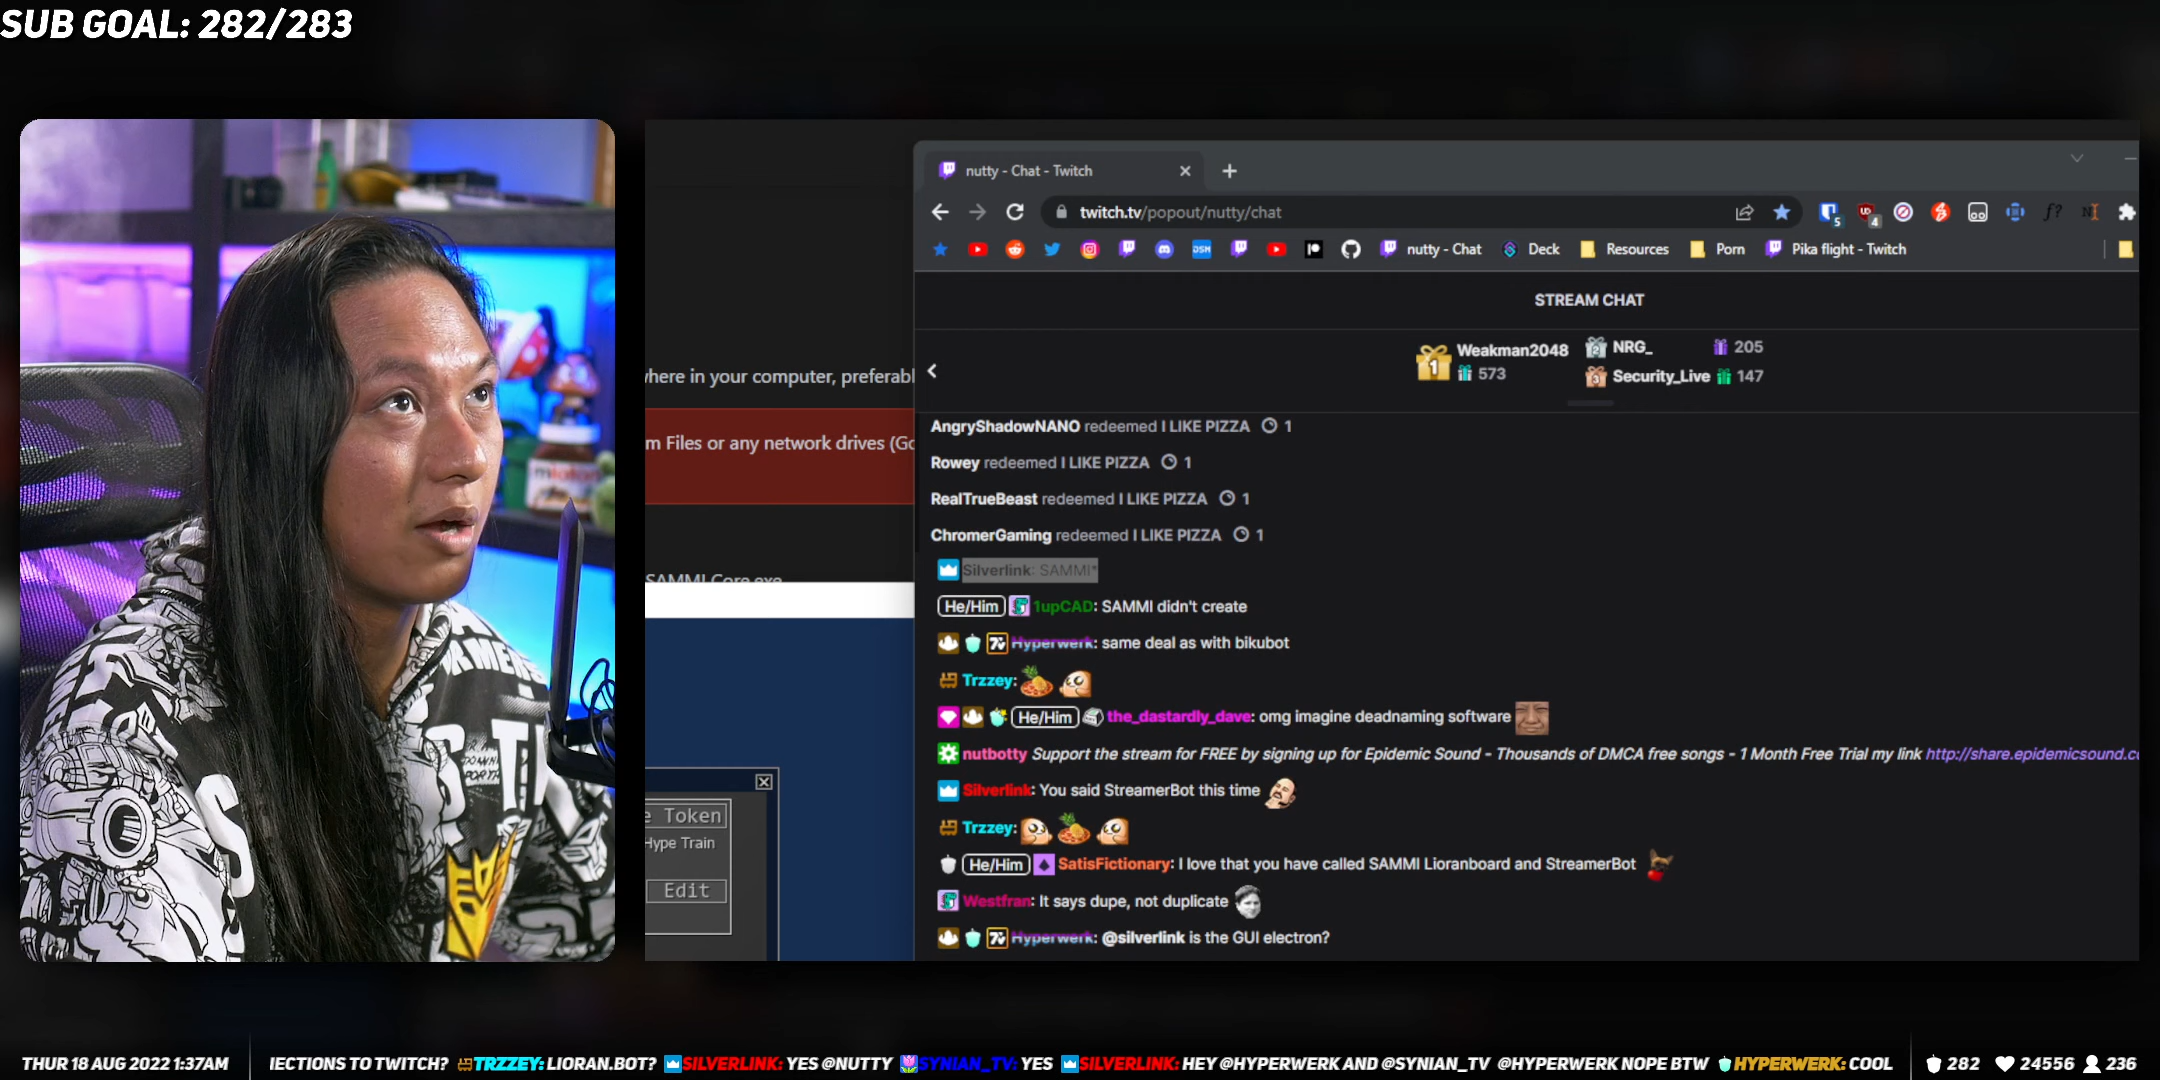 SUB GOAL: 282/283
nutty - Chat - Twitch
twitch.tv/popout/nutty/chat
nutty - Chat Deck Resources Porn Pika flight - Twitch
STREAM CHAT
Weakman2048 573
NRG_ 205
Security_Live 147
AngryShadowNANO redeemed I LIKE PIZZA 1
Rowey redeemed I LIKE PIZZA 1
RealTrueBeast redeemed I LIKE PIZZA 1
ChromerGaming redeemed I LIKE PIZZA 1
Silverlink: SAMMI*
He/Him 1upCAD: SAMMI didn't create
Hyperwerk: same deal as with bikubot
Trzzey:
He/Him the_dastardly_dave: omg imagine deadnaming software
nutbotty Support the stream for FREE by signing up for Epidemic Sound - Thousands of DMCA free songs - 1 Month Free Trial my link http://share.epidemicsound.c
Silverlink: You said StreamerBot this time
Trzzey:
He/Him SatisFictionary: I love that you have called SAMMI Lioranboard and StreamerBot
Westfran: It says dupe, not duplicate
Hyperwerk: @silverlink is the GUI electron?
here in your computer, preferabl
m Files or any network drives (Go
SAMMI Core.exe
e Token
Hype Train
Edit
THUR 18 AUG 2022 1:37AM
IECTIONS TO TWITCH? TRZZEY: LIORAN.BOT? SILVERLINK: YES @NUTTY SYNIAN_TV: YES SILVERLINK: HEY @HYPERWERK AND @SYNIAN_TV @HYPERWERK NOPE BTW HYPERWERK: COOL
282 24556 236